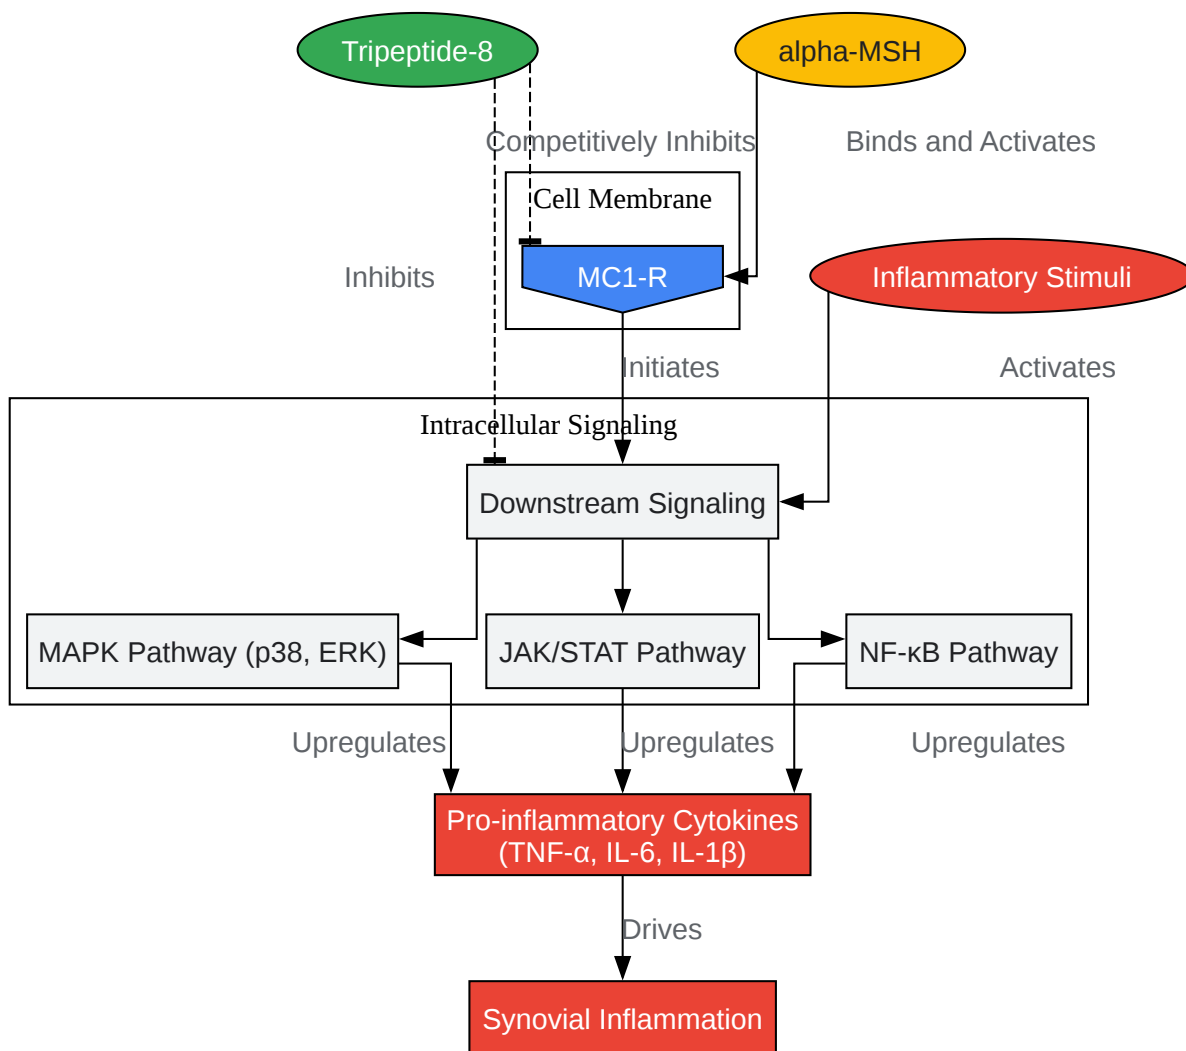 Tripeptide-8
alpha-MSH
Competitively Inhibits
Binds and Activates
Cell Membrane
MC1-R
Inflammatory Stimuli
Inhibits
Initiates
Activates
Intracellular Signaling
Downstream Signaling
MAPK Pathway (p38, ERK)
JAK/STAT Pathway
NF-κB Pathway
Upregulates
Upregulates
Upregulates
Pro-inflammatory Cytokines
(TNF-α, IL-6, IL-1β)
Drives
Synovial Inflammation